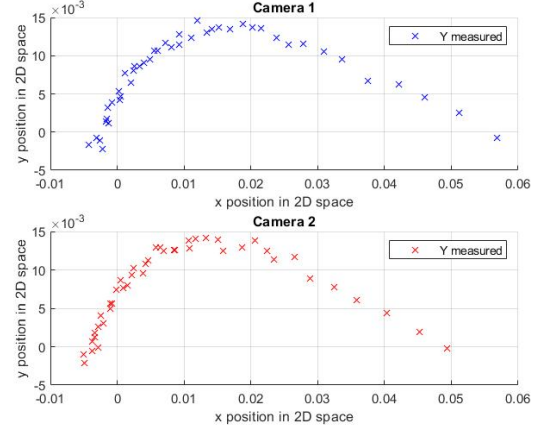 Camera 1
×10⁻³
15
10
5
0
-5
y position in 2D space
Y measured
-0.01 0 0.01 0.02 0.03 0.04 0.05 0.06
x position in 2D space
Camera 2
×10⁻³
15
10
5
0
-5
y position in 2D space
Y measured
-0.01 0 0.01 0.02 0.03 0.04 0.05 0.06
x position in 2D space